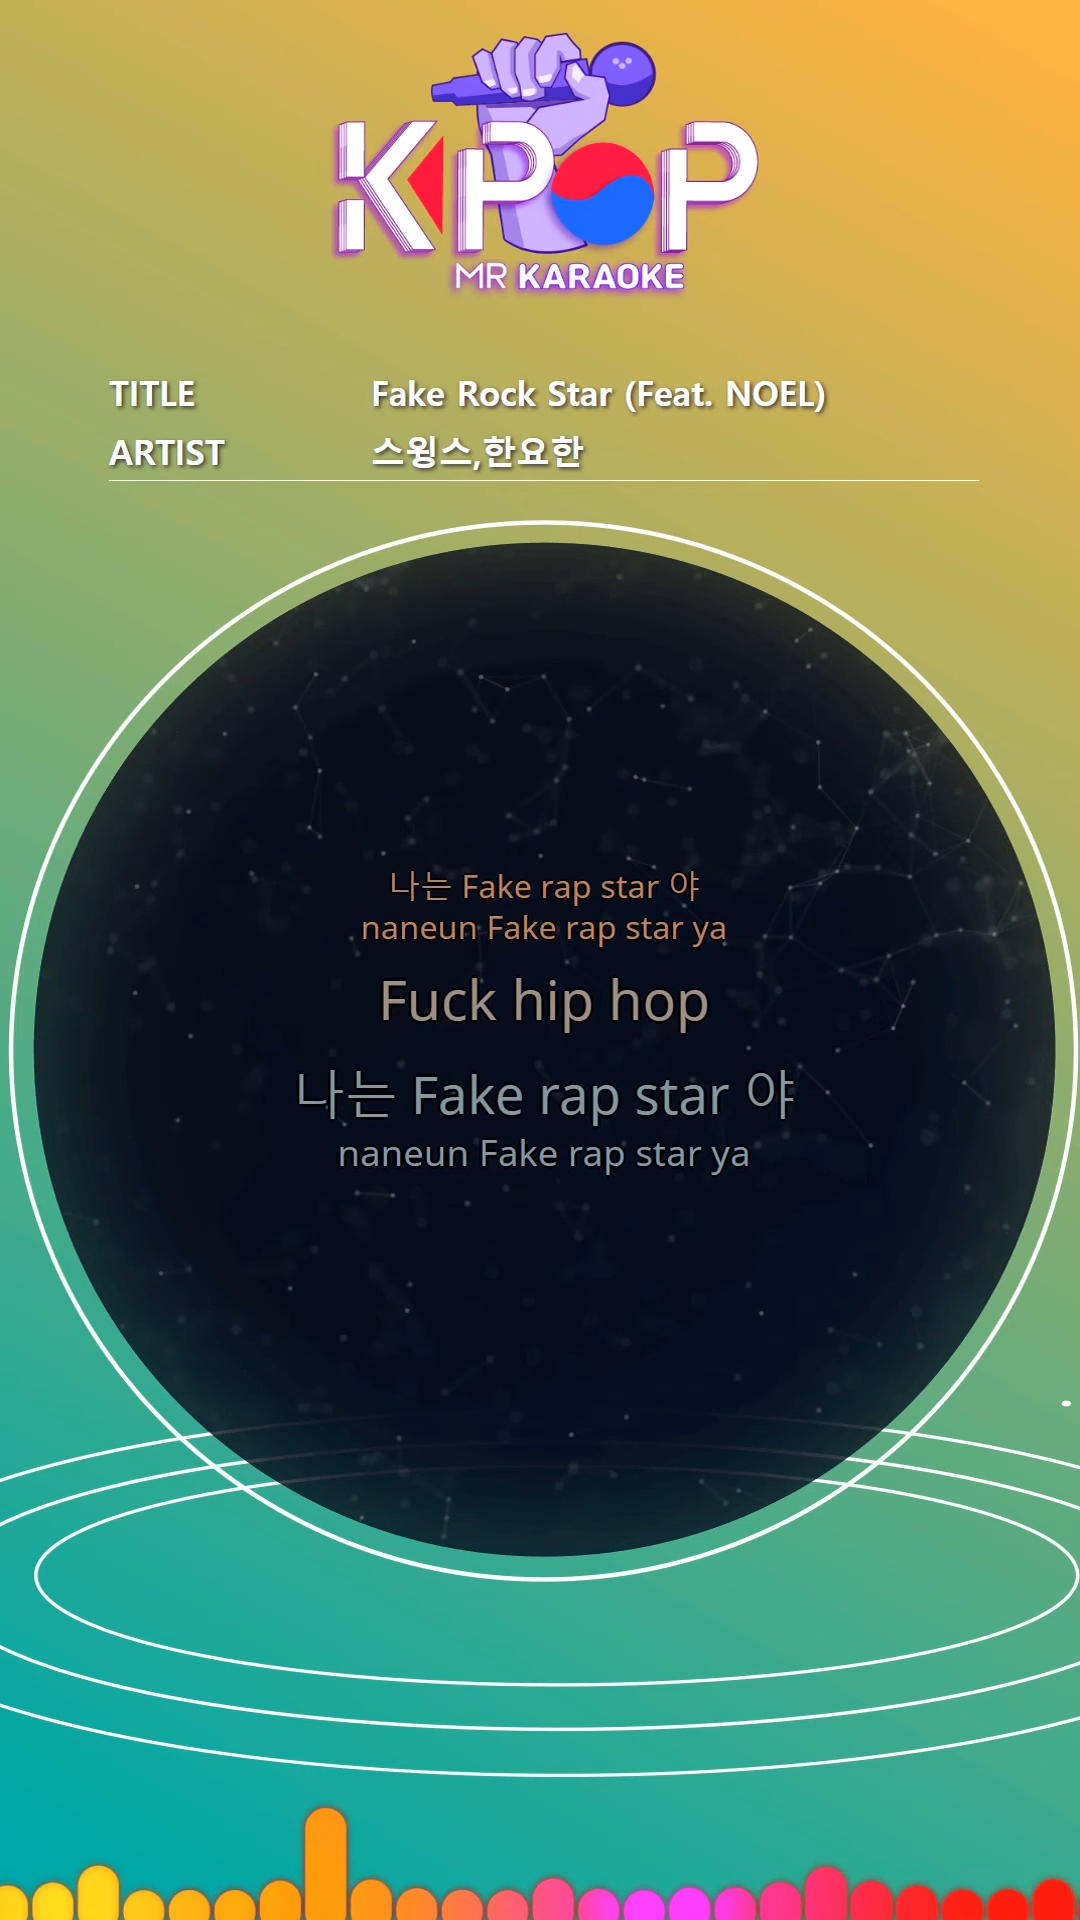 KPOP
MR KARAOKE
TITLE Fake Rock Star (Feat. NOEL)
ARTIST 스윙스,한요한
나는 Fake rap star 야
naneun Fake rap star ya
Fuck hip hop
나는 Fake rap star 야
naneun Fake rap star ya